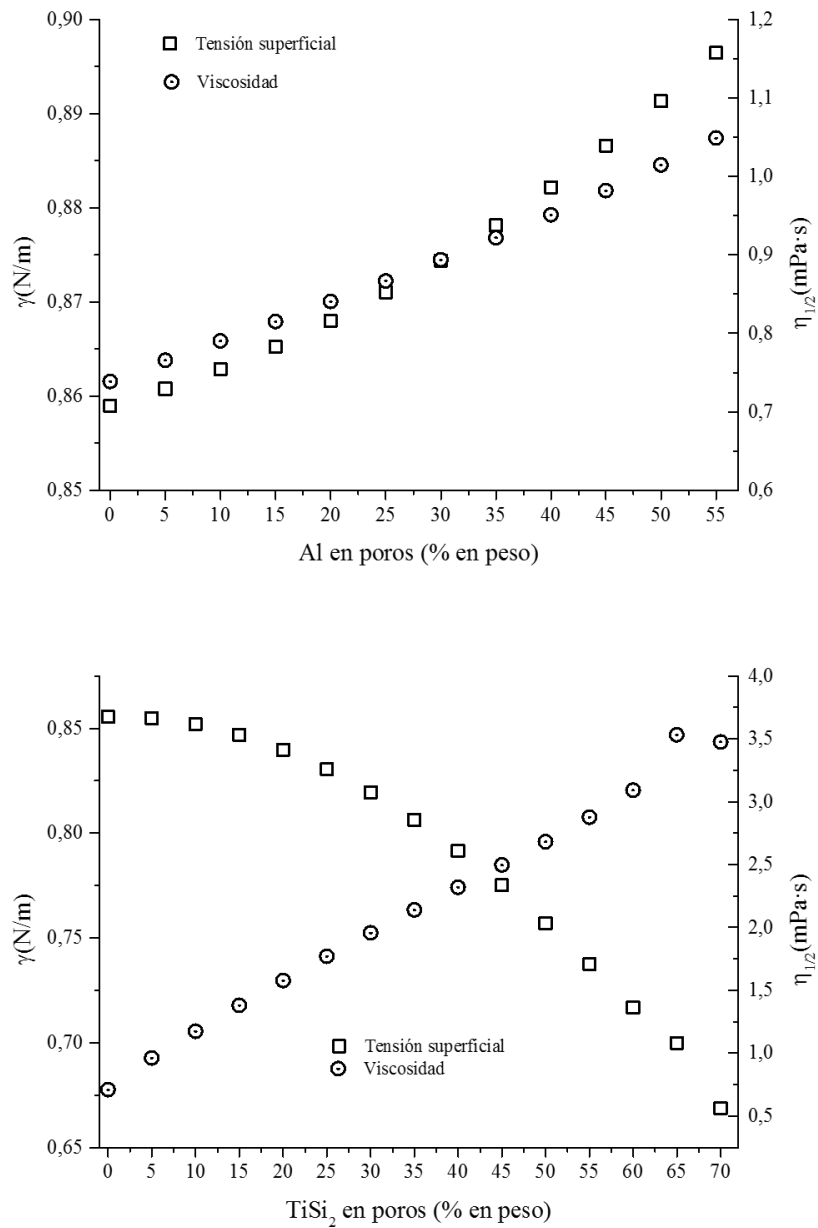 Tensión superficial
Viscosidad
γ(N/m)
0,90
0,89
0,88
0,87
0,86
0,85
η1/2(mPa·s)
1,2
1,1
1,0
0,9
0,8
0,7
0,6
0 5 10 15 20 25 30 35 40 45 50 55
Al en poros (% en peso)
γ(N/m)
0,85
0,80
0,75
0,70
0,65
η1/2(mPa·s)
4,0
3,5
3,0
2,5
2,0
1,5
1,0
0,5
Tensión superficial
Viscosidad
0 5 10 15 20 25 30 35 40 45 50 55 60 65 70
TiSi2 en poros (% en peso)